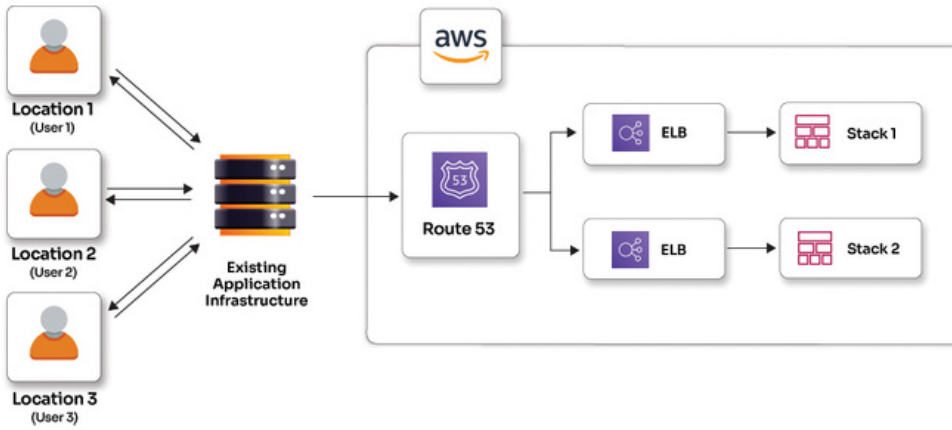 Location 1
(User 1)
Location 2
(User 2)
Location 3
(User 3)
Existing
Application
Infrastructure
aws
53
Route 53
ELB
Stack 1
ELB
Stack 2